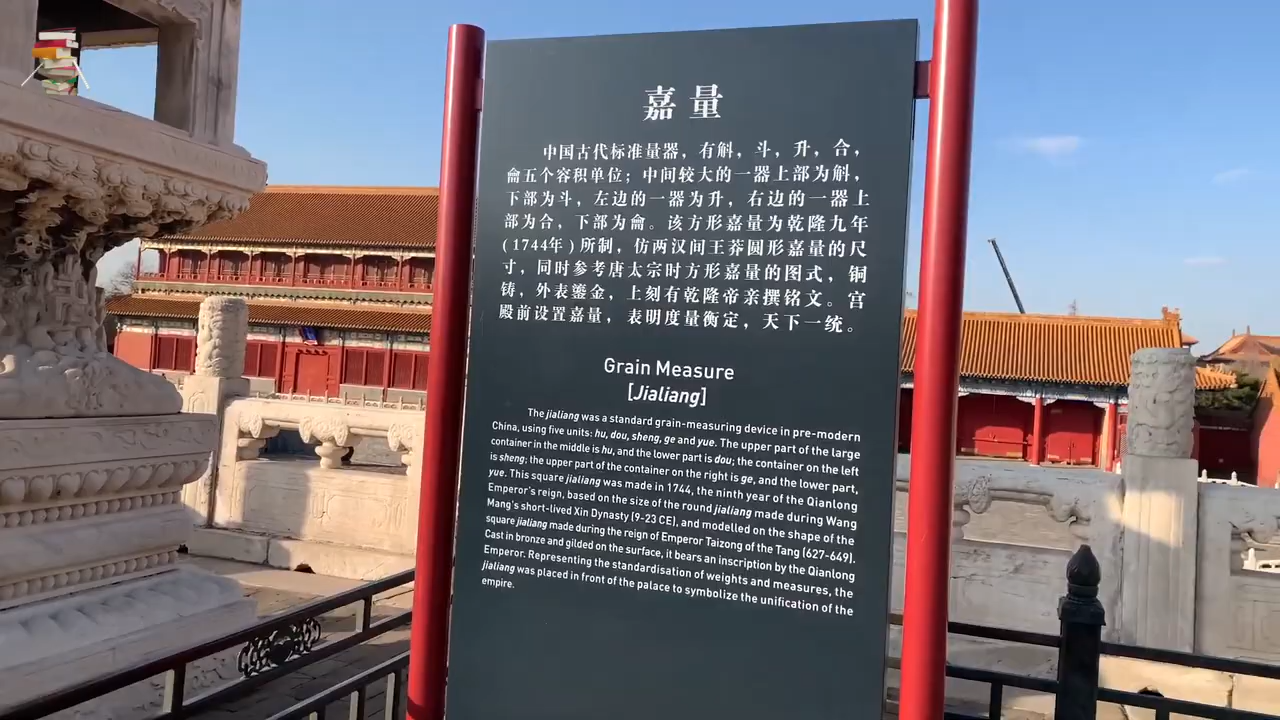 嘉量
中国古代标准量器，有斛，斗，升，合，
龠五个容积单位；中间较大的一器上部为斛，
下部为斗，左边的一器为升，右边的一器上
部为合，下部为龠。该方形嘉量为乾隆九年
(1744年)所制，仿两汉间王莽圆形嘉量的尺
寸，同时参考唐太宗时方形嘉量的图式，铜
铸，外表鎏金，上刻有乾隆帝亲撰铭文。宫
殿前设置嘉量，表明度量衡定，天下一统。
Grain Measure
[Jialiang]
The jialiang was a standard grain-measuring device in pre-modern
China, using five units: hu, dou, sheng, ge and yue. The upper part of the large
container in the middle is hu, and the lower part is dou; the container on the left
is sheng; the upper part of the container on the right is ge, and the lower part,
yue. This square jialiang was made in 1744, the ninth year of the Qianlong
Emperor's reign, based on the size of the round jialiang made during Wang
Mang's short-lived Xin Dynasty (9-23 CE), and modelled on the shape of the
square jialiang made during the reign of Emperor Taizong of the Tang (627-649).
Cast in bronze and gilded on the surface, it bears an inscription by the Qianlong
Emperor. Representing the standardisation of weights and measures, the
jialiang was placed in front of the palace to symbolize the unification of the
empire.